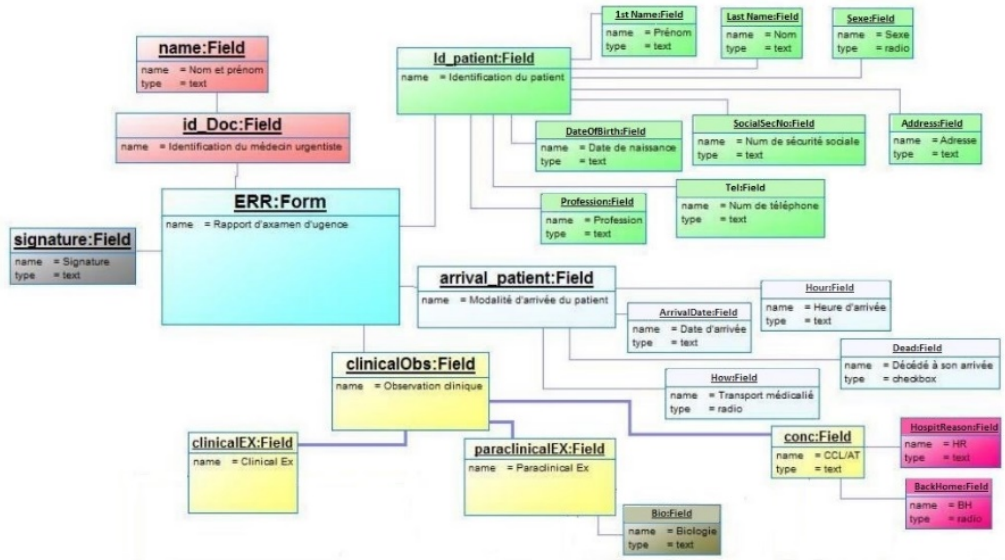 1st Name:Field
name = Prénom
type = text
Last Name:Field
name = Nom
type = text
Sexe:Field
name = Sexe
type = radio
name:Field
name = Nom et prénom
type = text
Id_patient:Field
name = Identification du patient
id_Doc:Field
name = Identification du médecin urgentiste
DateOfBirth:Field
name = Date de naissance
type = text
SocialSecNo:Field
name = Num de sécurité sociale
type = text
Address:Field
name = Adresse
type = text
ERR:Form
name = Rapport d'axamen d'ugence
Profession:Field
name = Profession
type = text
Tel:Field
name = Num de téléphone
type = text
signature:Field
name = Signature
type = text
arrival_patient:Field
name = Modalité d'arrivée du patient
Hour:Field
name = Heure d'arrivée
type = text
ArrivalDate:Field
name = Date d'arrivée
type = text
Dead:Field
name = Décédé à son arrivée
type = checkbox
How:Field
name = Transport médicalié
type = radio
clinicalObs:Field
name = Observation clinique
clinicalEX:Field
name = Clinical Ex
paraclinicalEX:Field
name = Paraclinical Ex
conc:Field
name = CCL/AT
type = text
HospitReason:Field
name = HR
type = text
BackHome:Field
name = BH
type = radio
Bio:Field
name = Biologie
type = text